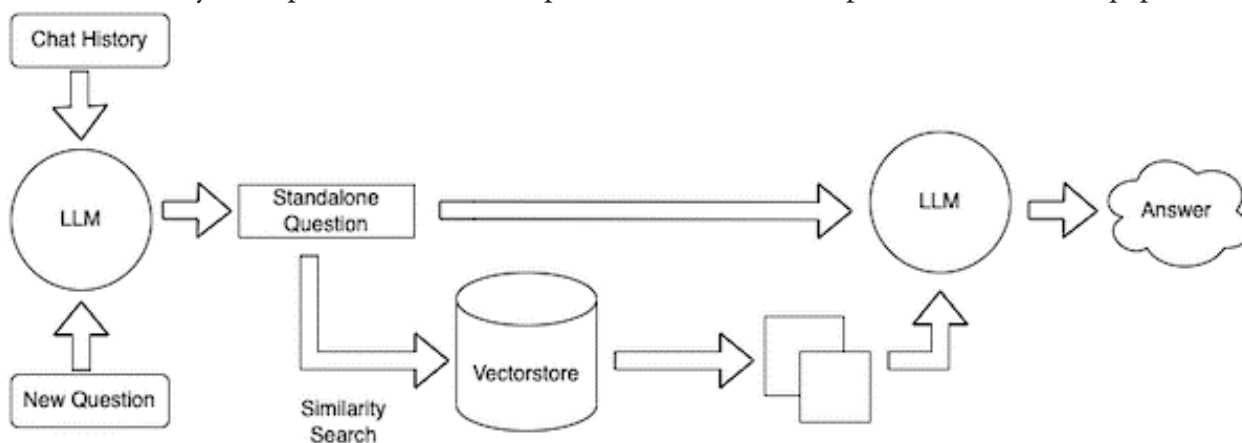 Chat History
LLM
Standalone
Question
LLM
Answer
New Question
Similarity
Search
Vectorstore